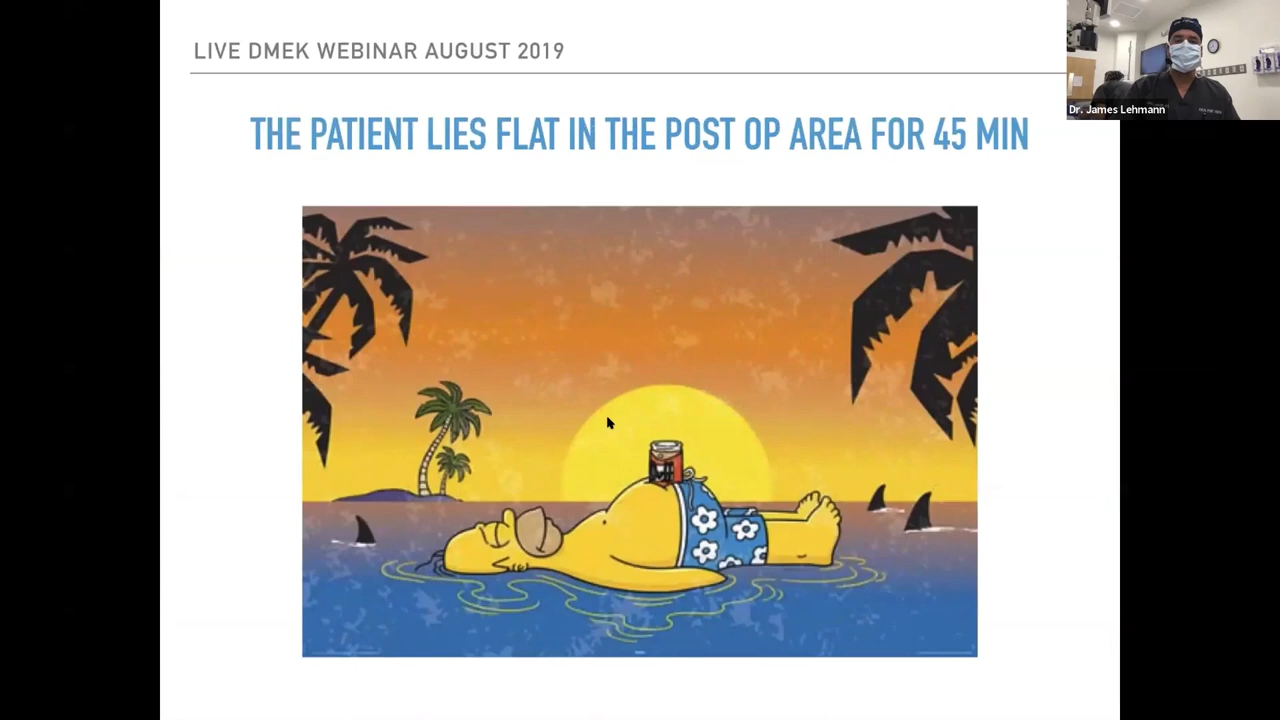 LIVE DMEK WEBINAR AUGUST 2019
THE PATIENT LIES FLAT IN THE POST OP AREA FOR 45 MIN
Dr. James Lehmann